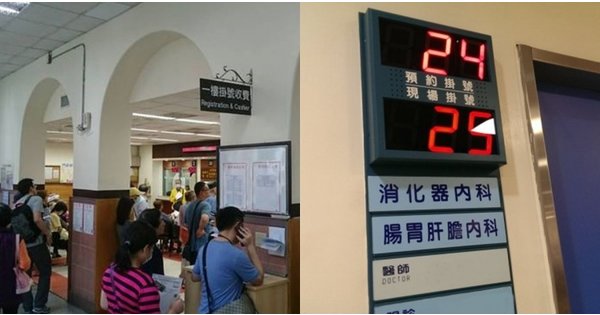 一樓掛號收費
Registration & Cashier
24
預約掛號
現場掛號
25
消化器內科
腸胃肝膽內科
醫師
DOCTOR